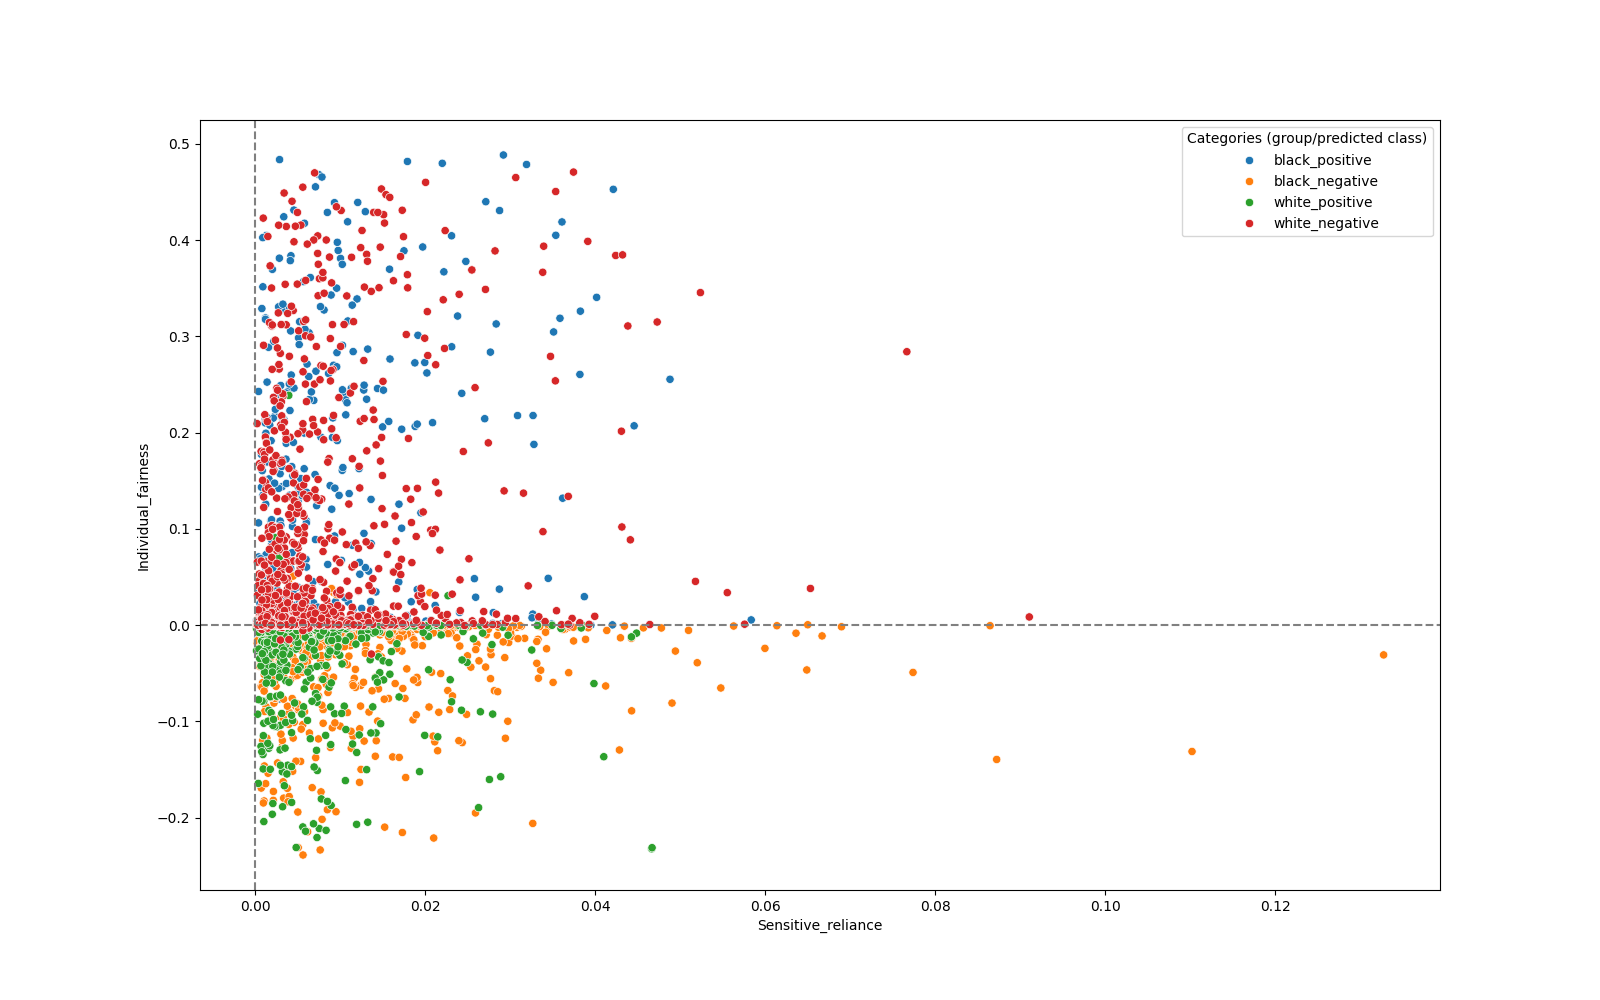 Categories (group/predicted class)
black_positive
black_negative
white_positive
white_negative
0.5
0.4
0.3
0.2
0.1
0.0
−0.1
−0.2
Individual_fairness
0.00
0.02
0.04
0.06
0.08
0.10
0.12
Sensitive_reliance